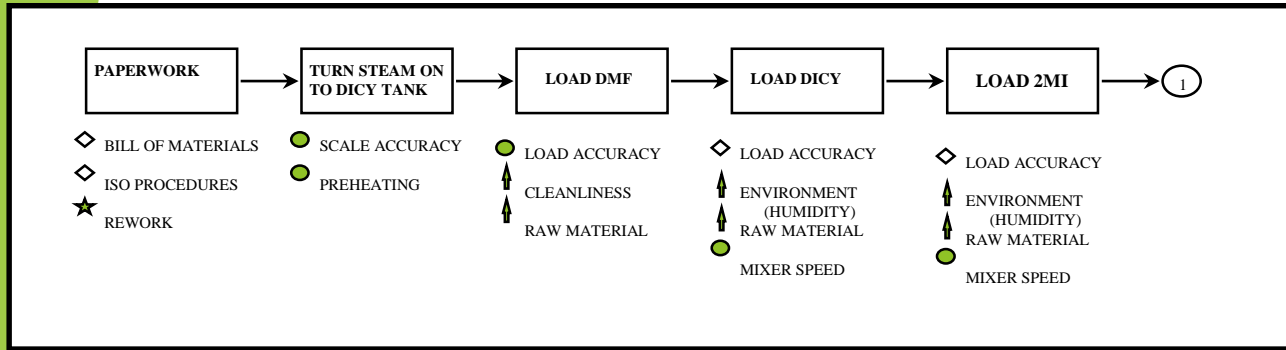 PAPERWORK
TURN STEAM ON
TO DICY TANK
LOAD DMF
LOAD DICY
LOAD 2MI
1
BILL OF MATERIALS
ISO PROCEDURES
REWORK
SCALE ACCURACY
PREHEATING
LOAD ACCURACY
CLEANLINESS
RAW MATERIAL
LOAD ACCURACY
ENVIRONMENT
(HUMIDITY)
RAW MATERIAL
MIXER SPEED
LOAD ACCURACY
ENVIRONMENT
(HUMIDITY)
RAW MATERIAL
MIXER SPEED